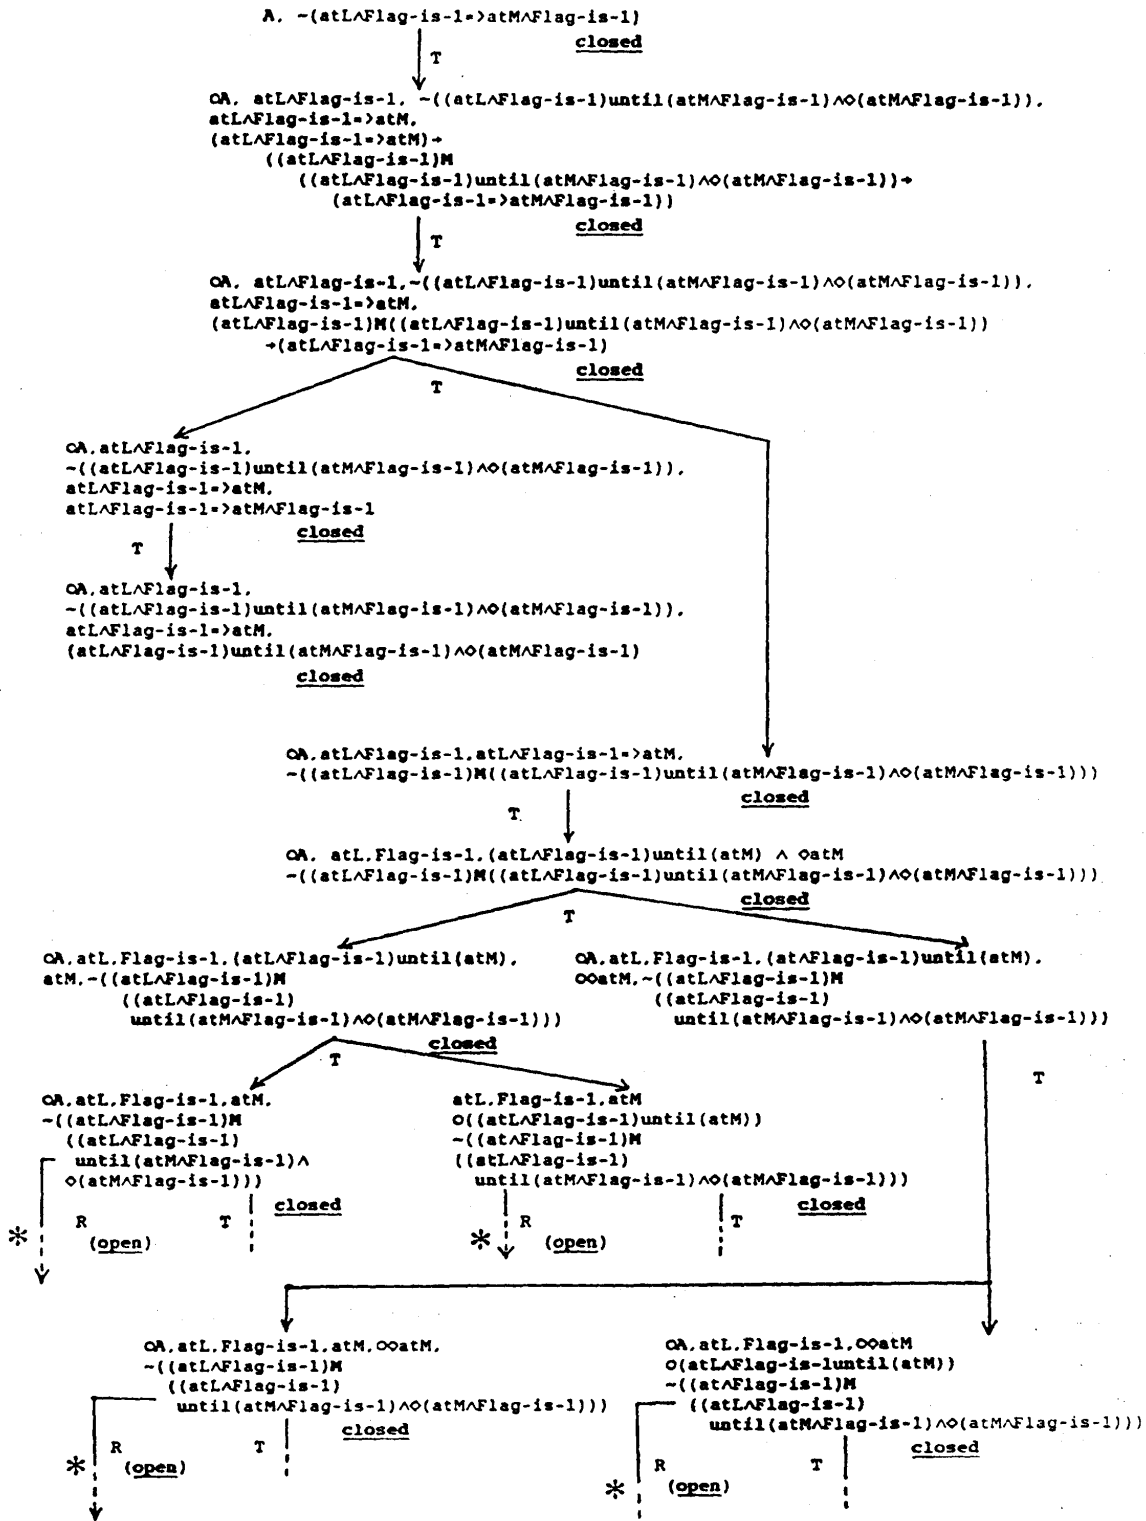 A, ~(atL∧Flag-is-1=>atM∧Flag-is-1)
closed
T
○A, atL∧Flag-is-1, ~((atL∧Flag-is-1)until(atM∧Flag-is-1)∧◇(atM∧Flag-is-1)),
atL∧Flag-is-1=>atM,
(atL∧Flag-is-1=>atM)→
((atL∧Flag-is-1)M
((atL∧Flag-is-1)until(atM∧Flag-is-1)∧◇(atM∧Flag-is-1))→
(atL∧Flag-is-1=>atM∧Flag-is-1))
closed
T
○A, atL∧Flag-is-1,~((atL∧Flag-is-1)until(atM∧Flag-is-1)∧◇(atM∧Flag-is-1)),
atL∧Flag-is-1=>atM,
(atL∧Flag-is-1)M((atL∧Flag-is-1)until(atM∧Flag-is-1)∧◇(atM∧Flag-is-1))
→(atL∧Flag-is-1=>atM∧Flag-is-1)
closed
T
○A,atL∧Flag-is-1,
~((atL∧Flag-is-1)until(atM∧Flag-is-1)∧◇(atM∧Flag-is-1)),
atL∧Flag-is-1=>atM,
atL∧Flag-is-1=>atM∧Flag-is-1
closed
T
○A,atL∧Flag-is-1,
~((atL∧Flag-is-1)until(atM∧Flag-is-1)∧◇(atM∧Flag-is-1)),
atL∧Flag-is-1=>atM,
(atL∧Flag-is-1)until(atM∧Flag-is-1)∧◇(atM∧Flag-is-1)
closed
○A,atL∧Flag-is-1,atL∧Flag-is-1=>atM,
~((atL∧Flag-is-1)M((atL∧Flag-is-1)until(atM∧Flag-is-1)∧◇(atM∧Flag-is-1)))
closed
T
○A, atL,Flag-is-1,(atL∧Flag-is-1)until(atM) ∧ ◇atM
~((atL∧Flag-is-1)M((atL∧Flag-is-1)until(atM∧Flag-is-1)∧◇(atM∧Flag-is-1)))
closed
T
○A,atL,Flag-is-1,(atL∧Flag-is-1)until(atM),
atM,~((atL∧Flag-is-1)M
((atL∧Flag-is-1)
until(atM∧Flag-is-1)∧◇(atM∧Flag-is-1)))
closed
T
○A,atL,Flag-is-1,(at∧Flag-is-1)until(atM),
○◇atM,~((atL∧Flag-is-1)M
((atL∧Flag-is-1)
until(atM∧Flag-is-1)∧◇(atM∧Flag-is-1)))
T
○A,atL,Flag-is-1,atM,
~((atL∧Flag-is-1)M
((atL∧Flag-is-1)
until(atM∧Flag-is-1)∧
◇(atM∧Flag-is-1)))
closed
* R T
(open)
atL,Flag-is-1,atM
○((atL∧Flag-is-1)until(atM))
~((at∧Flag-is-1)M
((atL∧Flag-is-1)
until(atM∧Flag-is-1)∧◇(atM∧Flag-is-1)))
closed
* R T
(open)
○A,atL,Flag-is-1,atM,○◇atM,
~((atL∧Flag-is-1)M
((atL∧Flag-is-1)
until(atM∧Flag-is-1)∧◇(atM∧Flag-is-1)))
closed
* R T
(open)
○A,atL,Flag-is-1,○◇atM
○(atL∧Flag-is-1until(atM))
~((at∧Flag-is-1)M
((atL∧Flag-is-1)
until(atM∧Flag-is-1)∧◇(atM∧Flag-is-1)))
closed
* R T
(open)